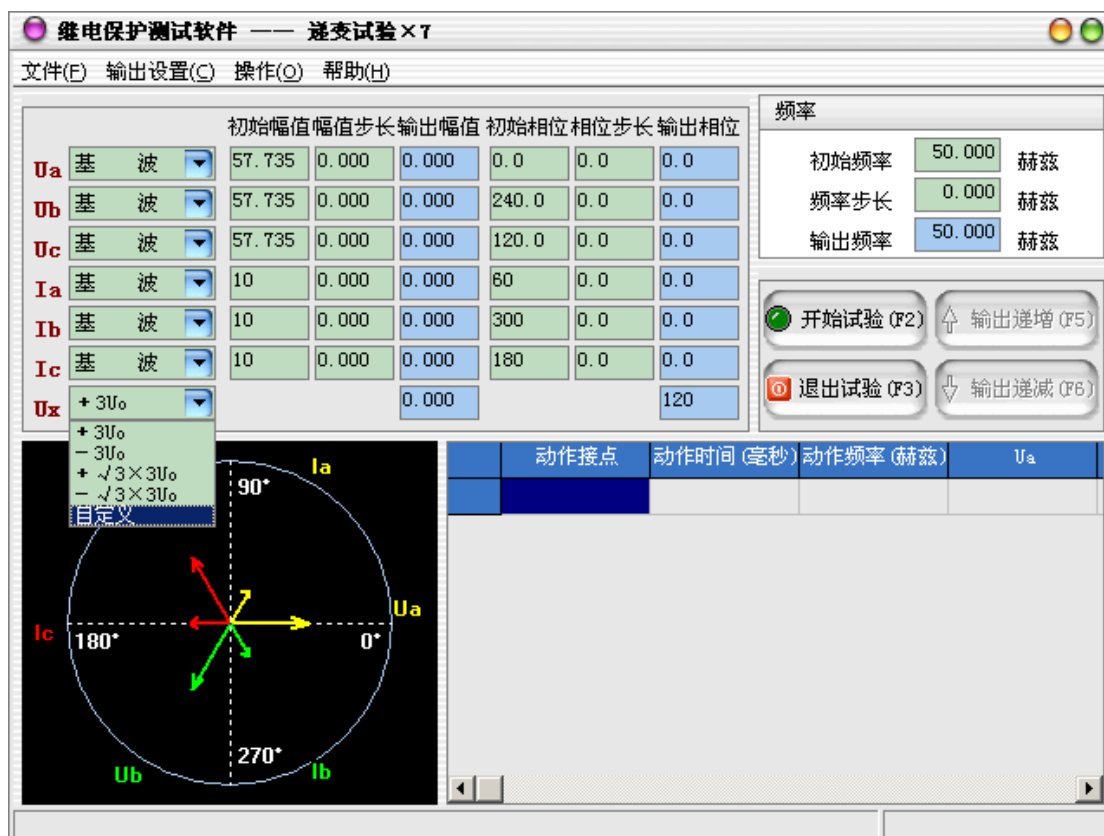 继电保护测试软件 —— 递变试验×7
文件(F) 输出设置(C) 操作(O) 帮助(H)
初始幅值 幅值步长 输出幅值 初始相位 相位步长 输出相位
Ua 基 波 57.735 0.000 0.000 0.0 0.0 0.0
Ub 基 波 57.735 0.000 0.000 240.0 0.0 0.0
Uc 基 波 57.735 0.000 0.000 120.0 0.0 0.0
Ia 基 波 10 0.000 0.000 60 0.0 0.0
Ib 基 波 10 0.000 0.000 300 0.0 0.0
Ic 基 波 10 0.000 0.000 180 0.0 0.0
Ux +3U₀ 0.000 120
+3U₀
-3U₀
+√3×3U₀
-√3×3U₀
自定义
频率
初始频率 50.000 赫兹
频率步长 0.000 赫兹
输出频率 50.000 赫兹
开始试验(F2) 输出递增(F5)
退出试验(F3) 输出递减(F6)
Ia
90°
Ua
Ic
180° 0°
270°
Ub Ib
动作接点 动作时间(毫秒) 动作频率(赫兹) Ua